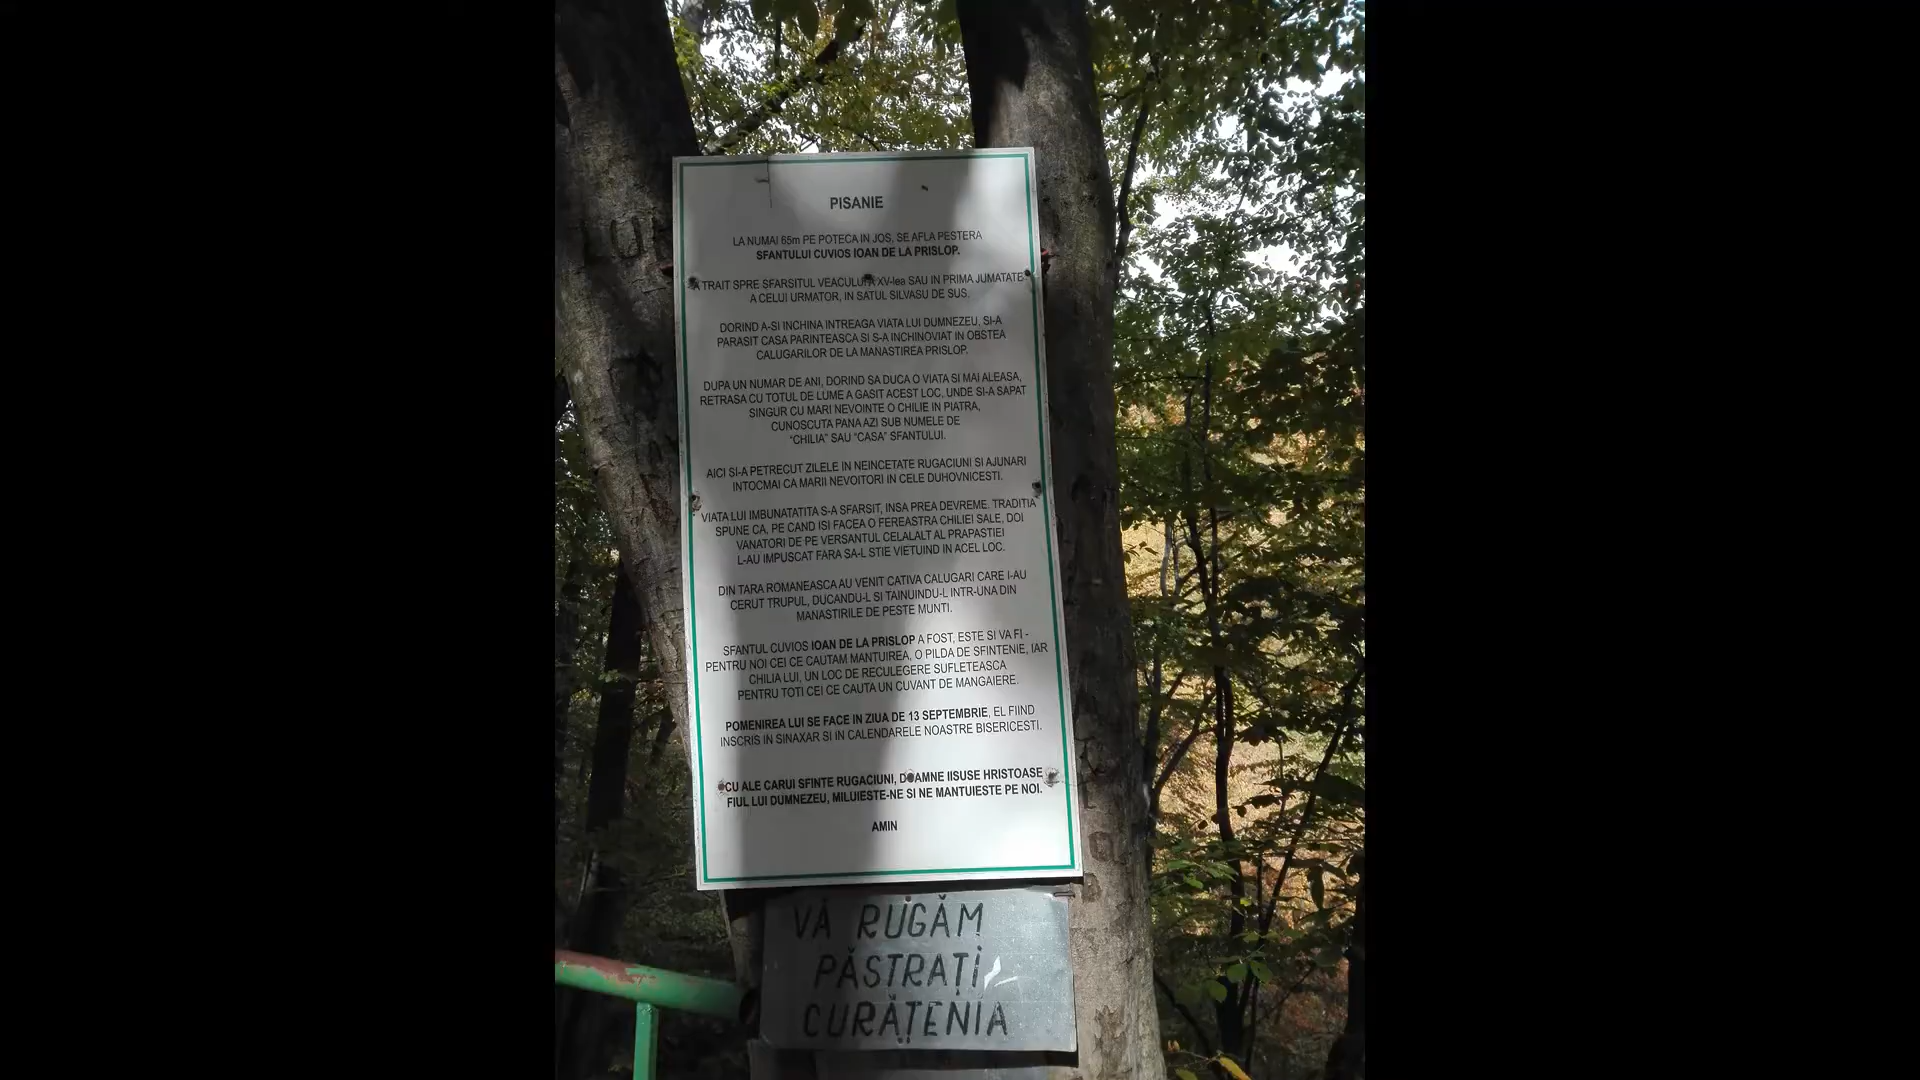 PISANIE
LA NUMAI 65m PE POTECA IN JOS, SE AFLA PESTERA
SFANTULUI CUVIOS IOAN DE LA PRISLOP.
A TRAIT SPRE SFARSITUL VEACULUI XV-lea SAU IN PRIMA JUMATATE
A CELUI URMATOR, IN SATUL SILVASU DE SUS.
DORIND A-SI INCHINA INTREAGA VIATA LUI DUMNEZEU, SI-A
PARASIT CASA PARINTEASCA SI S-A INCHINOVIAT IN OBSTEA
CALUGARILOR DE LA MANASTIREA PRISLOP.
DUPA UN NUMAR DE ANI, DORIND SA DUCA O VIATA SI MAI ALEASA,
RETRASA CU TOTUL DE LUME A GASIT ACEST LOC, UNDE SI-A SAPAT
SINGUR CU MARI NEVOINTE O CHILIE IN PIATRA,
CUNOSCUTA PANA AZI SUB NUMELE DE
"CHILIA" SAU "CASA" SFANTULUI.
AICI SI-A PETRECUT ZILELE IN NEINCETATE RUGACIUNI SI AJUNARI
INTOCMAI CA MARII NEVOITORI IN CELE DUHOVNICESTI.
VIATA LUI IMBUNATATITA S-A SFARSIT, INSA PREA DEVREME. TRADITIA
SPUNE CA, PE CAND ISI FACEA O FEREASTRA CHILIEI SALE, DOI
VANATORI DE PE VERSANTUL CELALALT AL PRAPASTIEI
L-AU IMPUSCAT FARA SA-L STIE VIETUIND IN ACEL LOC.
DIN TARA ROMANEASCA AU VENIT CATIVA CALUGARI CARE I-AU
CERUT TRUPUL, DUCANDU-L SI TAINUINDU-L INTR-UNA DIN
MANASTIRILE DE PESTE MUNTI.
SFANTUL CUVIOS IOAN DE LA PRISLOP A FOST, ESTE SI VA FI -
PENTRU NOI CEI CE CAUTAM MANTUIREA, O PILDA DE SFINTENIE, IAR
CHILIA LUI, UN LOC DE RECULEGERE SUFLETEASCA
PENTRU TOTI CEI CE CAUTA UN CUVANT DE MANGAIERE.
POMENIREA LUI SE FACE IN ZIUA DE 13 SEPTEMBRIE, EL FIIND
INSCRIS IN SINAXAR SI IN CALENDARELE NOASTRE BISERICESTI.
CU ALE CARUI SFINTE RUGACIUNI, DOAMNE IISUSE HRISTOASE
FIUL LUI DUMNEZEU, MILUIESTE-NE SI NE MANTUIESTE PE NOI.
AMIN
VĂ RUGĂM
PĂSTRAȚI
CURĂȚENIA